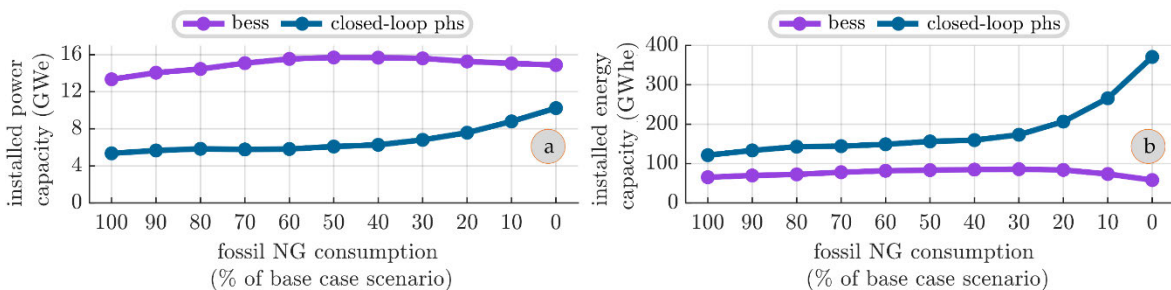 bess closed-loop phs
installed power
capacity (GWe)
16
12
8
4
0
100 90 80 70 60 50 40 30 20 10 0
a
fossil NG consumption
(% of base case scenario)
bess closed-loop phs
installed energy
capacity (GWhe)
400
300
200
100
0
100 90 80 70 60 50 40 30 20 10 0
b
fossil NG consumption
(% of base case scenario)